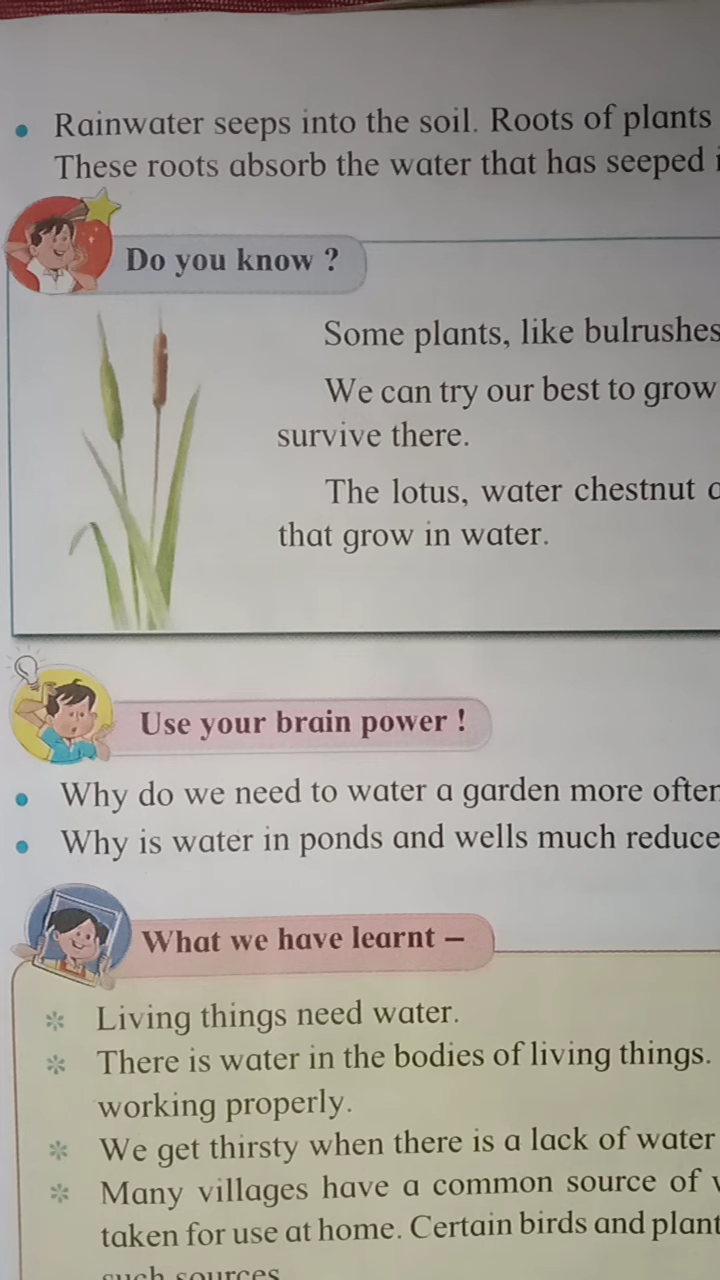 • Rainwater seeps into the soil. Roots of plants
These roots absorb the water that has seeped
Do you know ?
Some plants, like bulrushes
We can try our best to grow
survive there.
The lotus, water chestnut
that grow in water.
Use your brain power !
• Why do we need to water a garden more often
• Why is water in ponds and wells much reduce
What we have learnt –
* Living things need water.
* There is water in the bodies of living things.
working properly.
* We get thirsty when there is a lack of water
* Many villages have a common source of
taken for use at home. Certain birds and plant
such sources